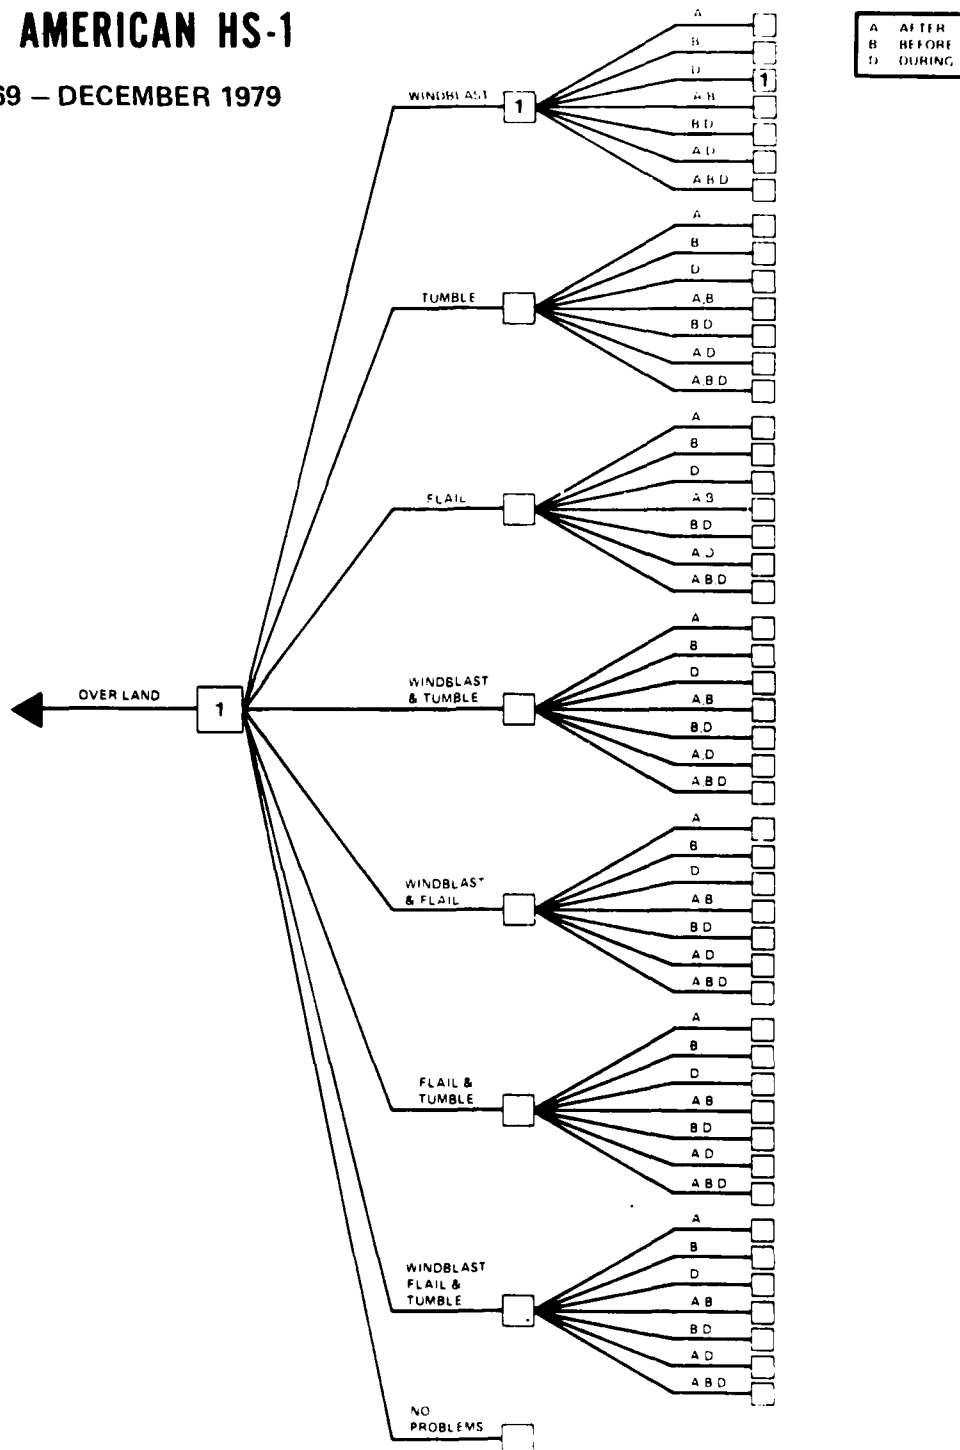 AMERICAN HS-1
69 – DECEMBER 1979
A AFTER
B BEFORE
D DURING
WINDBLAST 1
A
B
D 1
A B
B D
A D
A B D
TUMBLE
A
B
D
A,B
B D
A D
A,B,D
FLAIL
A
B
D
A B
B D
A,D
A B,D
OVER LAND 1
WINDBLAST
& TUMBLE
A
B
D
A,B
B,D
A,D
A,B D
WINDBLAST
& FLAIL
A
B
D
A B
B D
A D
A B D
FLAIL &
TUMBLE
A
B
D
A B
B D
A D
A B D
WINDBLAST
FLAIL &
TUMBLE
A
B
D
A B
B D
A D
A B D
NO
PROBLEMS